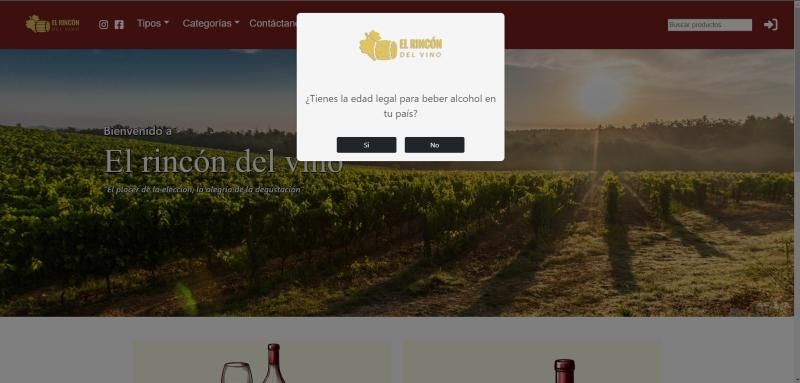 EL RINCÓN
DEL VINO
Tipos
Categorías
Contáctano
Buscar productos
EL RINCÓN
DEL VINO
¿Tienes la edad legal para beber alcohol en
tu país?
Si
No
Bienvenido a
El rincón del vino
"El placer de la elección, la alegría de la degustación"